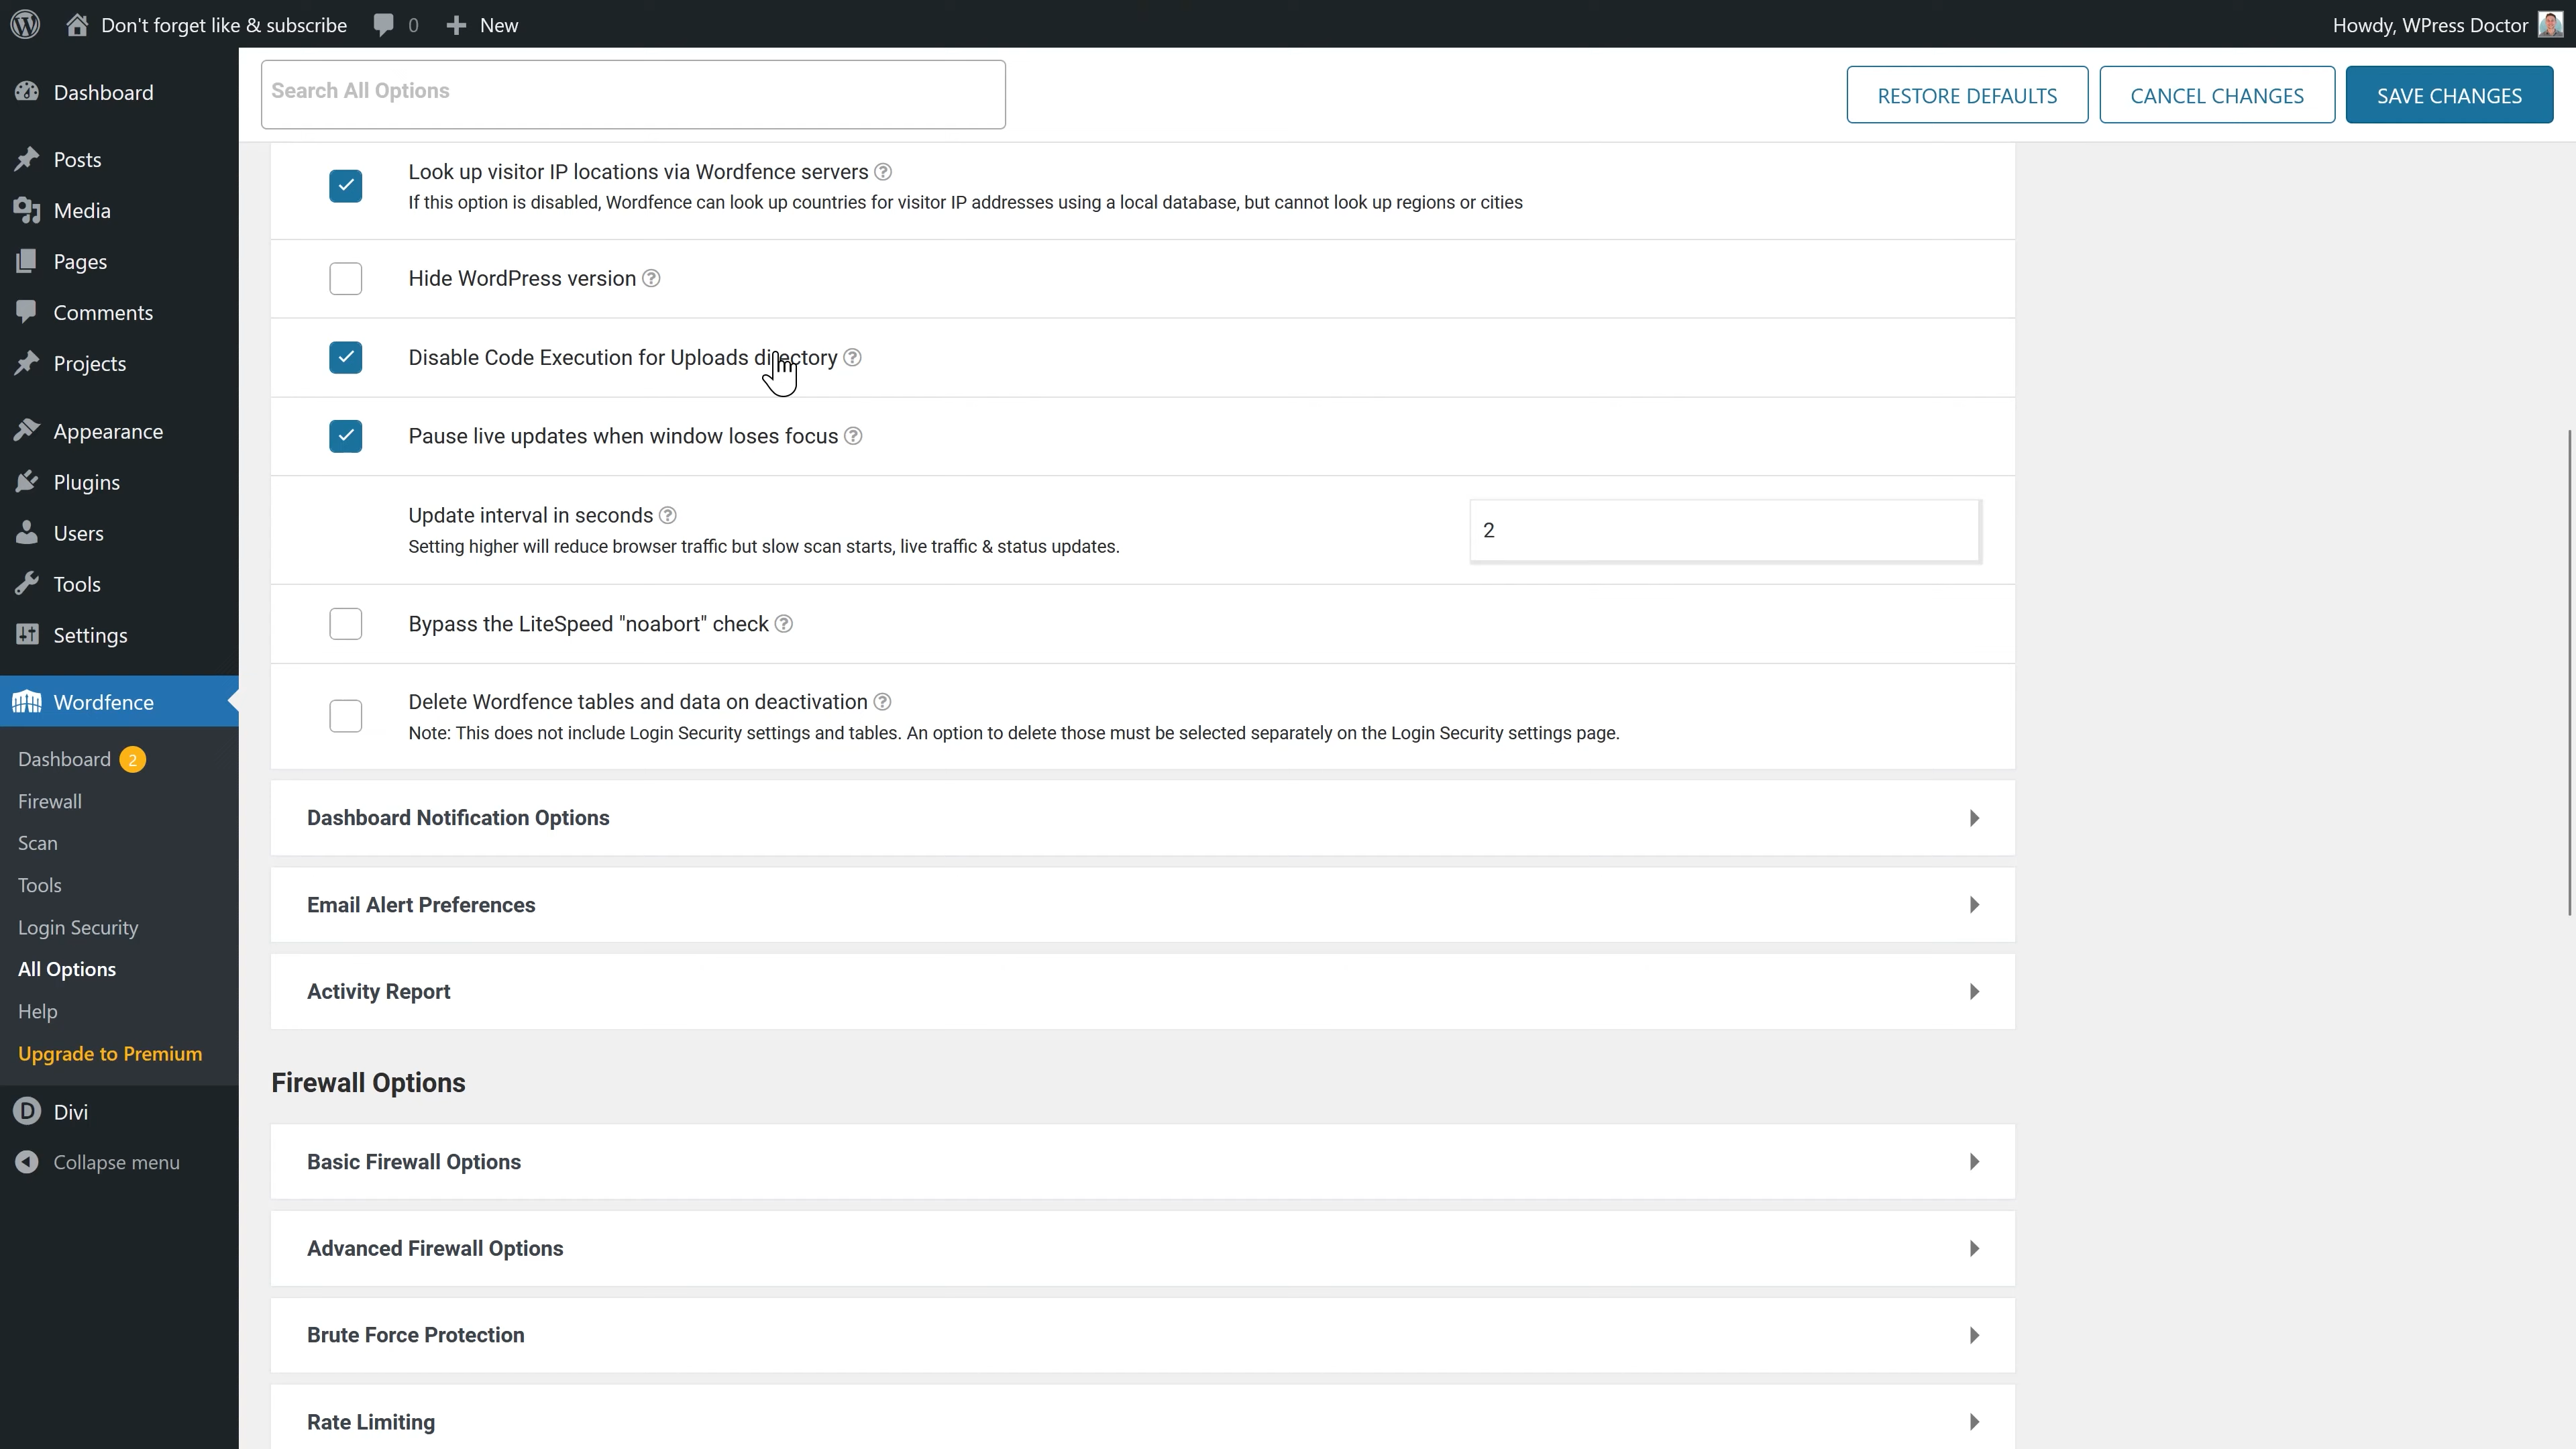 Don't forget like & subscribe 0 New Howdy, WPress Doctor
Search All Options RESTORE DEFAULTS CANCEL CHANGES SAVE CHANGES
Dashboard
Posts
Media
Pages
Comments
Projects
Appearance
Plugins
Users
Tools
Settings
Wordfence
Dashboard 2
Firewall
Scan
Tools
Login Security
All Options
Help
Upgrade to Premium
Divi
Collapse menu
Look up visitor IP locations via Wordfence servers ?
If this option is disabled, Wordfence can look up countries for visitor IP addresses using a local database, but cannot look up regions or cities
Hide WordPress version ?
Disable Code Execution for Uploads directory ?
Pause live updates when window loses focus ?
Update interval in seconds ? 2
Setting higher will reduce browser traffic but slow scan starts, live traffic & status updates.
Bypass the LiteSpeed "noabort" check ?
Delete Wordfence tables and data on deactivation ?
Note: This does not include Login Security settings and tables. An option to delete those must be selected separately on the Login Security settings page.
Dashboard Notification Options
Email Alert Preferences
Activity Report
Firewall Options
Basic Firewall Options
Advanced Firewall Options
Brute Force Protection
Rate Limiting